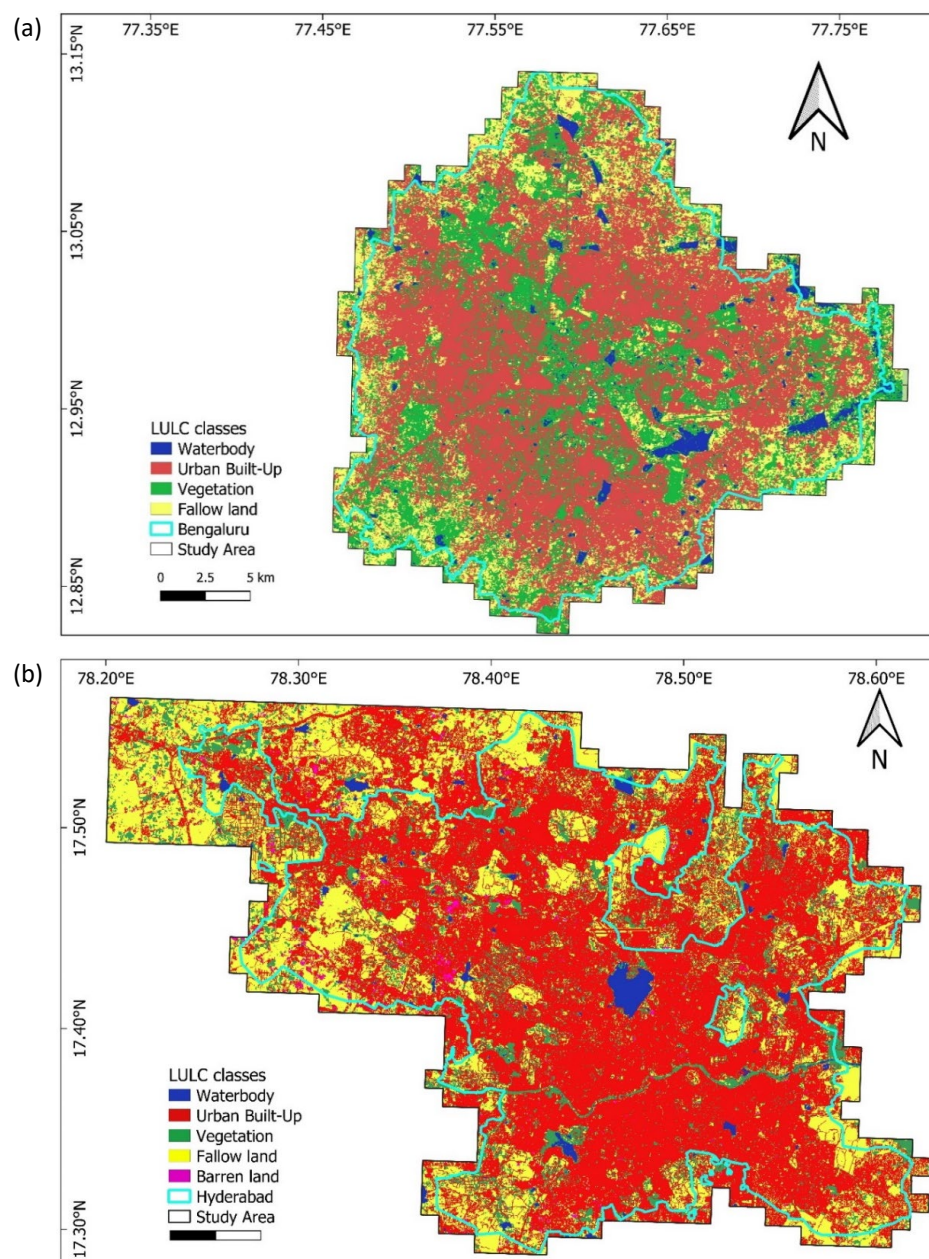 (a)
77.35°E 77.45°E 77.55°E 77.65°E 77.75°E
13.15°N
N
13.05°N
12.95°N
LULC classes
Waterbody
Urban Built-Up
Vegetation
Fallow land
Bengaluru
Study Area
0 2.5 5 km
12.85°N
(b)
78.20°E 78.30°E 78.40°E 78.50°E 78.60°E
N
17.50°N
17.40°N
LULC classes
Waterbody
Urban Built-Up
Vegetation
Fallow land
Barren land
Hyderabad
Study Area
17.30°N